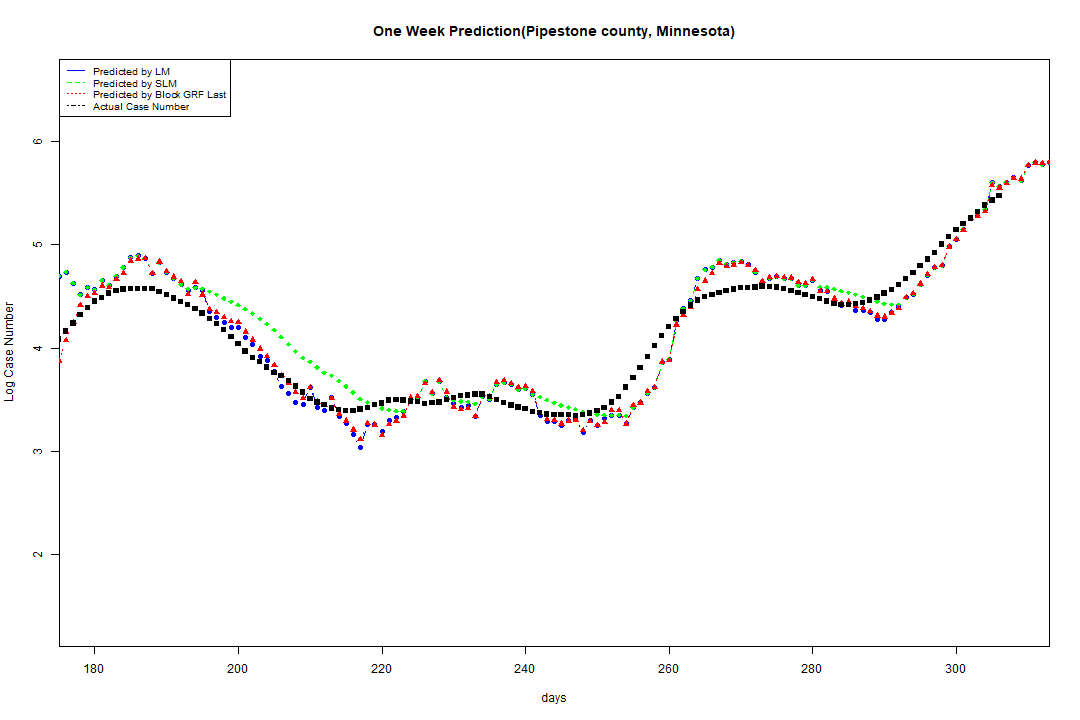 One Week Prediction(Pipestone county, Minnesota)
Predicted by LM
Predicted by SLM
Predicted by Block GRF Last
Actual Case Number
6
5
4
3
2
Log Case Number
180 200 220 240 260 280 300
days